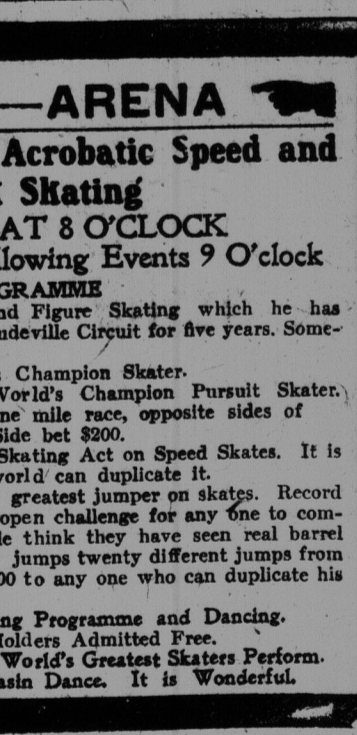 —ARENA
Acrobatic Speed and
Skating
AT 8 O'CLOCK
llowing Events 9 O'clock
GRAMME
nd Figure Skating which he has
udeville Circuit for five years. Some-
Champion Skater.
World's Champion Pursuit Skater.
ne mile race, opposite sides of
Side bet $200.
Skating Act on Speed Skates. It is
world can duplicate it.
greatest jumper on skates. Record
open challenge for any one to com-
le think they have seen real barrel
jumps twenty different jumps from
00 to any one who can duplicate his
ng Programme and Dancing.
Holders Admitted Free.
World's Greatest Skaters Perform.
asin Dance. It is Wonderful.